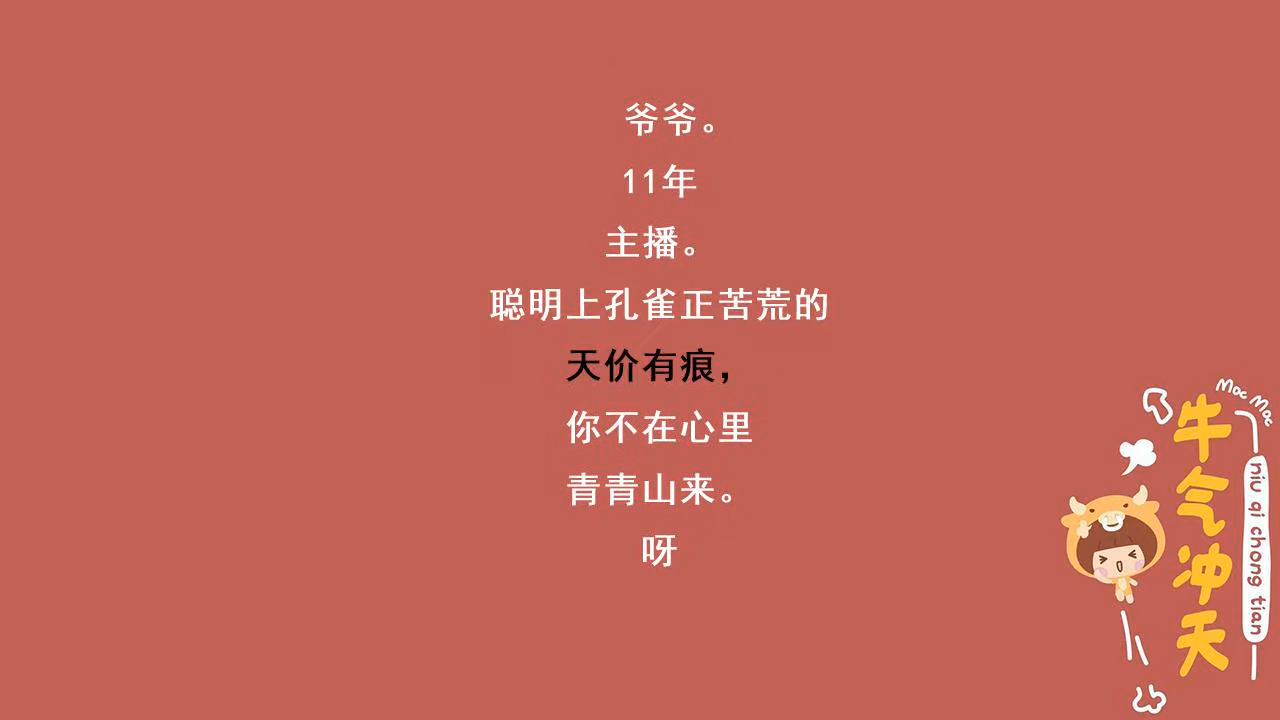 爷爷。
11年
主播。
聪明上孔雀正苦荒的
天价有痕，
你不在心里
青青山来。
呀
Moc Moc
牛气冲天
niu qi chong tian